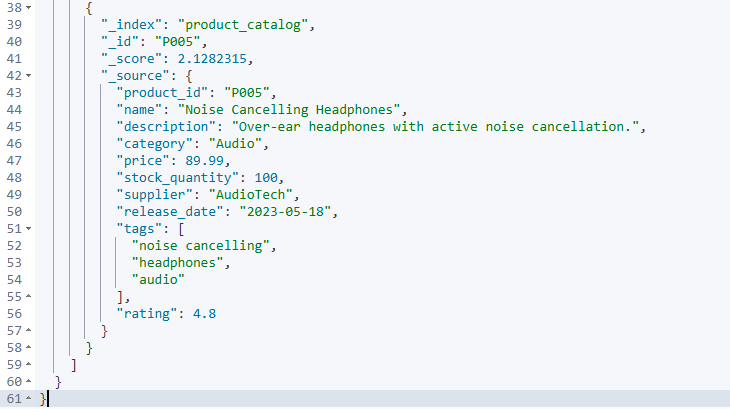 38 {
39 "_index": "product_catalog",
40 "_id": "P005",
41 "_score": 2.1282315,
42 "_source": {
43 "product_id": "P005",
44 "name": "Noise Cancelling Headphones",
45 "description": "Over-ear headphones with active noise cancellation.",
46 "category": "Audio",
47 "price": 89.99,
48 "stock_quantity": 100,
49 "supplier": "AudioTech",
50 "release_date": "2023-05-18",
51 "tags": [
52 "noise cancelling",
53 "headphones",
54 "audio"
55 ],
56 "rating": 4.8
57 }
58 }
59 ]
60 }
61 }